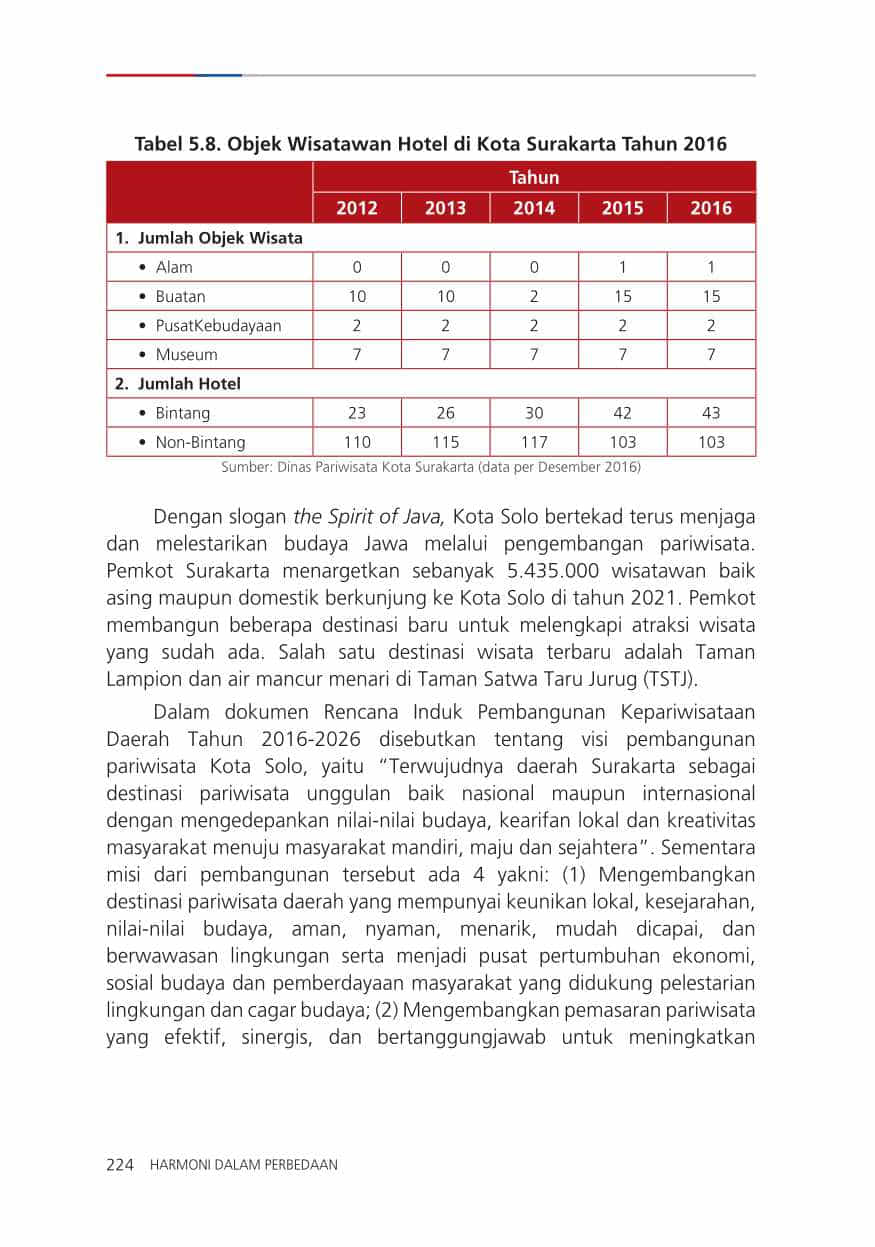 Tabel 5.8. Objek Wisatawan Hotel di Kota Surakarta Tahun 2016
Tahun
2012 2013 2014 2015 2016
1. Jumlah Objek Wisata
• Alam 0 0 0 1 1
• Buatan 10 10 2 15 15
• PusatKebudayaan 2 2 2 2 2
• Museum 7 7 7 7 7
2. Jumlah Hotel
• Bintang 23 26 30 42 43
• Non-Bintang 110 115 117 103 103
Sumber: Dinas Pariwisata Kota Surakarta (data per Desember 2016)
Dengan slogan the Spirit of Java, Kota Solo bertekad terus menjaga
dan melestarikan budaya Jawa melalui pengembangan pariwisata.
Pemkot Surakarta menargetkan sebanyak 5.435.000 wisatawan baik
asing maupun domestik berkunjung ke Kota Solo di tahun 2021. Pemkot
membangun beberapa destinasi baru untuk melengkapi atraksi wisata
yang sudah ada. Salah satu destinasi wisata terbaru adalah Taman
Lampion dan air mancur menari di Taman Satwa Taru Jurug (TSTJ).
Dalam dokumen Rencana Induk Pembangunan Kepariwisataan
Daerah Tahun 2016-2026 disebutkan tentang visi pembangunan
pariwisata Kota Solo, yaitu “Terwujudnya daerah Surakarta sebagai
destinasi pariwisata unggulan baik nasional maupun internasional
dengan mengedepankan nilai-nilai budaya, kearifan lokal dan kreativitas
masyarakat menuju masyarakat mandiri, maju dan sejahtera”. Sementara
misi dari pembangunan tersebut ada 4 yakni: (1) Mengembangkan
destinasi pariwisata daerah yang mempunyai keunikan lokal, kesejarahan,
nilai-nilai budaya, aman, nyaman, menarik, mudah dicapai, dan
berwawasan lingkungan serta menjadi pusat pertumbuhan ekonomi,
sosial budaya dan pemberdayaan masyarakat yang didukung pelestarian
lingkungan dan cagar budaya; (2) Mengembangkan pemasaran pariwisata
yang efektif, sinergis, dan bertanggungjawab untuk meningkatkan
224 HARMONI DALAM PERBEDAAN